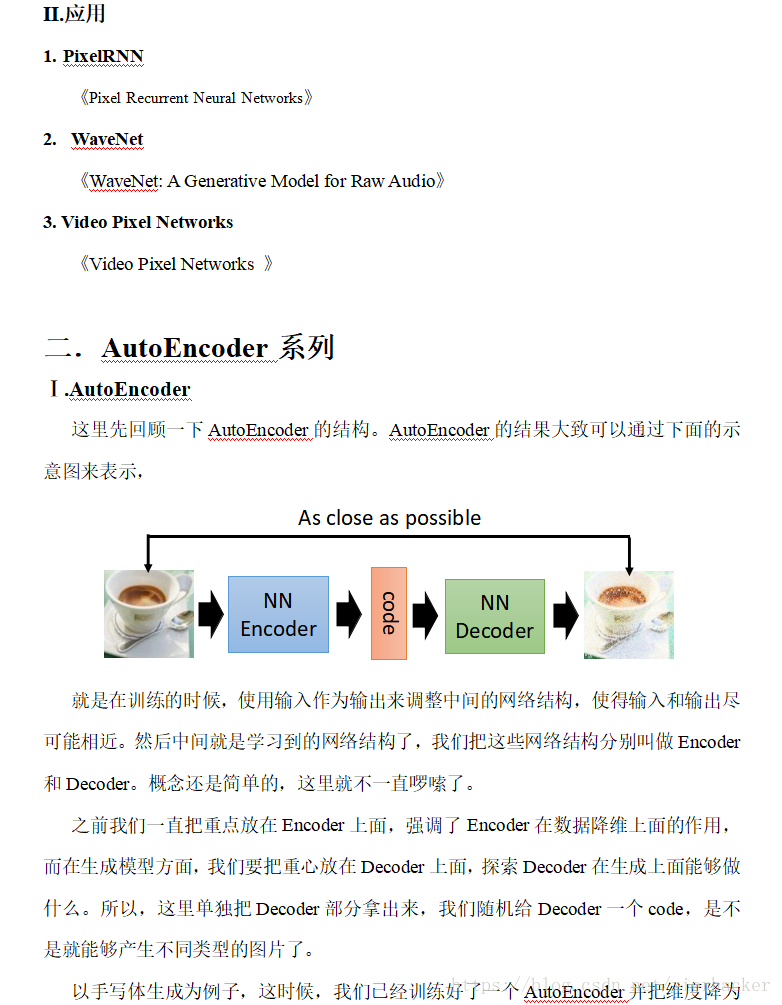 II.应用
1. PixelRNN
《Pixel Recurrent Neural Networks》
2. WaveNet
《WaveNet: A Generative Model for Raw Audio》
3. Video Pixel Networks
《Video Pixel Networks 》
二．AutoEncoder 系列
Ⅰ.AutoEncoder
这里先回顾一下 AutoEncoder 的结构。AutoEncoder 的结果大致可以通过下面的示
意图来表示，
As close as possible
NN
Encoder
code
NN
Decoder
就是在训练的时候，使用输入作为输出来调整中间的网络结构，使得输入和输出尽
可能相近。然后中间就是学习到的网络结构了，我们把这些网络结构分别叫做 Encoder
和 Decoder。概念还是简单的，这里就不一直啰嗦了。
之前我们一直把重点放在 Encoder 上面，强调了 Encoder 在数据降维上面的作用，
而在生成模型方面，我们要把重心放在 Decoder 上面，探索 Decoder 在生成上面能够做
什么。所以，这里单独把 Decoder 部分拿出来，我们随机给 Decoder 一个 code，是不
是就能够产生不同类型的图片了。
以手写体生成为例子，这时候，我们已经训练好了一个 AutoEncoder 并把维度降为